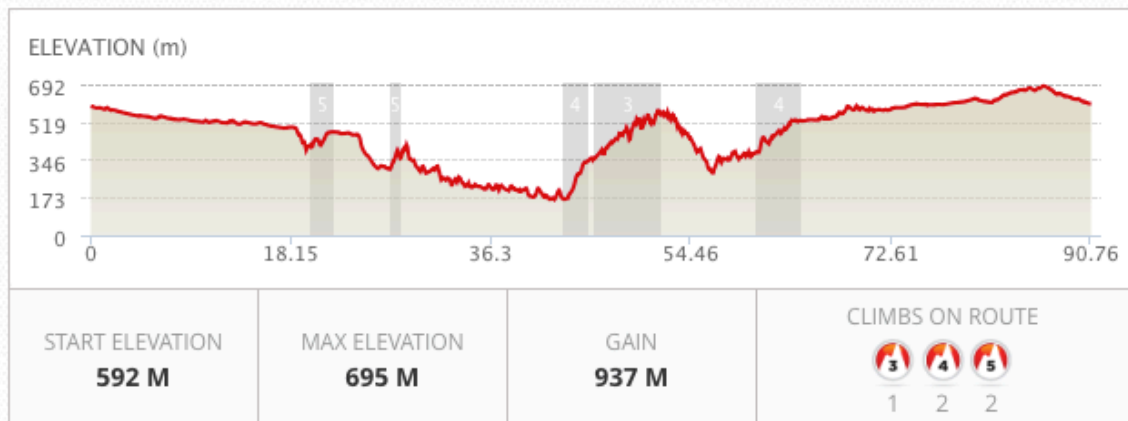 ELEVATION (m)
692
519
346
173
0
5 5 4 3 4
0 18.15 36.3 54.46 72.61 90.76
START ELEVATION
592 M
MAX ELEVATION
695 M
GAIN
937 M
CLIMBS ON ROUTE
3 4 5
1 2 2